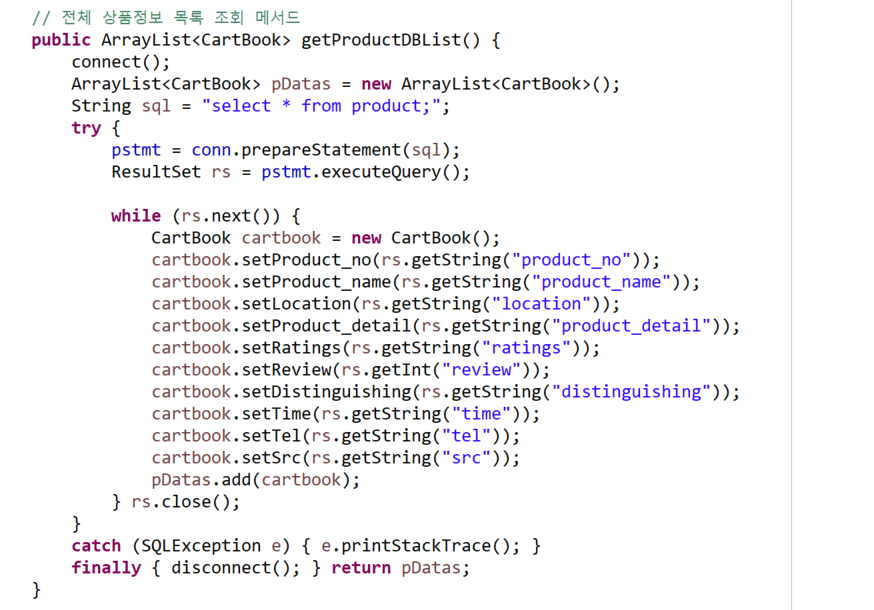 // 전체 상품정보 목록 조회 메서드
public ArrayList<CartBook> getProductDBList() {
connect();
ArrayList<CartBook> pDatas = new ArrayList<CartBook>();
String sql = "select * from product;";
try {
pstmt = conn.prepareStatement(sql);
ResultSet rs = pstmt.executeQuery();
while (rs.next()) {
CartBook cartbook = new CartBook();
cartbook.setProduct_no(rs.getString("product_no"));
cartbook.setProduct_name(rs.getString("product_name"));
cartbook.setLocation(rs.getString("location"));
cartbook.setProduct_detail(rs.getString("product_detail"));
cartbook.setRatings(rs.getString("ratings"));
cartbook.setReview(rs.getInt("review"));
cartbook.setDistinguishing(rs.getString("distinguishing"));
cartbook.setTime(rs.getString("time"));
cartbook.setTel(rs.getString("tel"));
cartbook.setSrc(rs.getString("src"));
pDatas.add(cartbook);
} rs.close();
}
catch (SQLException e) { e.printStackTrace(); }
finally { disconnect(); } return pDatas;
}